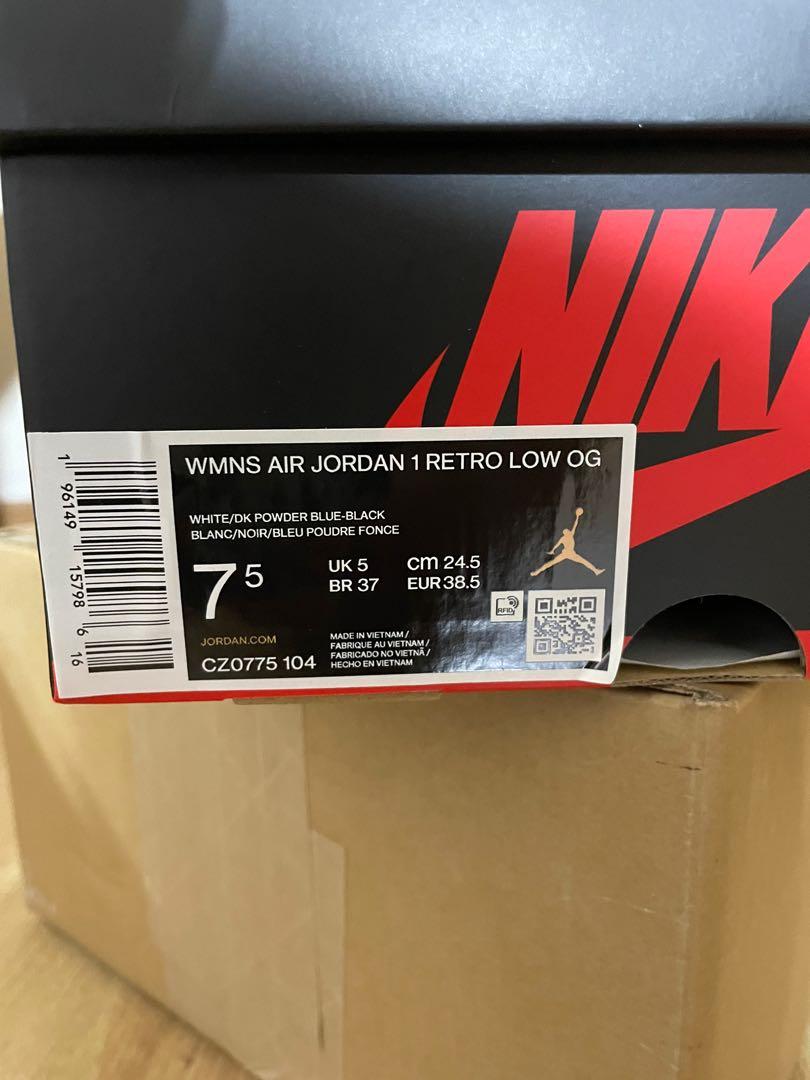 NIK
WMNS AIR JORDAN 1 RETRO LOW OG
WHITE/DK POWDER BLUE-BLACK
BLANC/NOIR/BLEU POUDRE FONCE
7 5
UK 5 cm 24.5
BR 37 EUR 38.5
RFID
JORDAN.COM
CZ0775 104
MADE IN VIETNAM /
FABRIQUE AU VIETNAM /
FABRICADO NO VIETNÃ /
HECHO EN VIETNAM
1 96149 15798 6 16